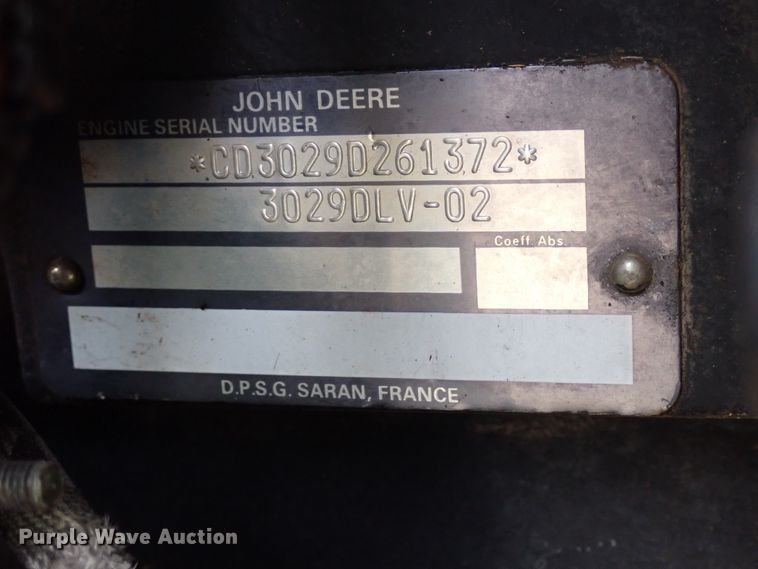 JOHN DEERE
ENGINE SERIAL NUMBER
*CD3029D261372*
3029DLV-02
Coeff. Abs.
D.P.S.G. SARAN, FRANCE
Purple Wave Auction